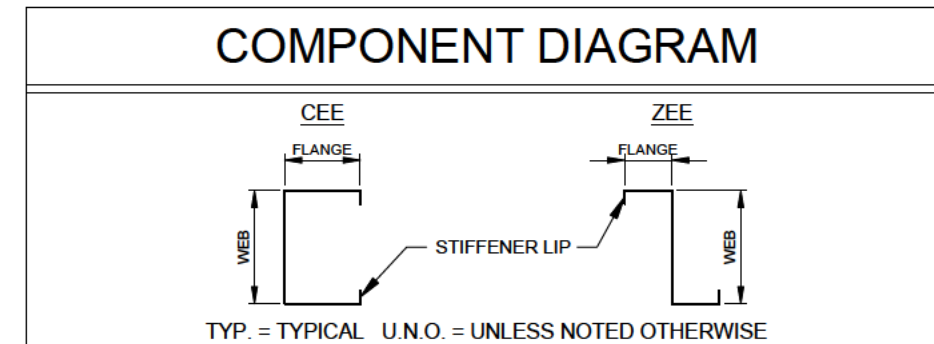 COMPONENT DIAGRAM
CEE
ZEE
FLANGE
FLANGE
WEB
STIFFENER LIP
WEB
TYP. = TYPICAL U.N.O. = UNLESS NOTED OTHERWISE